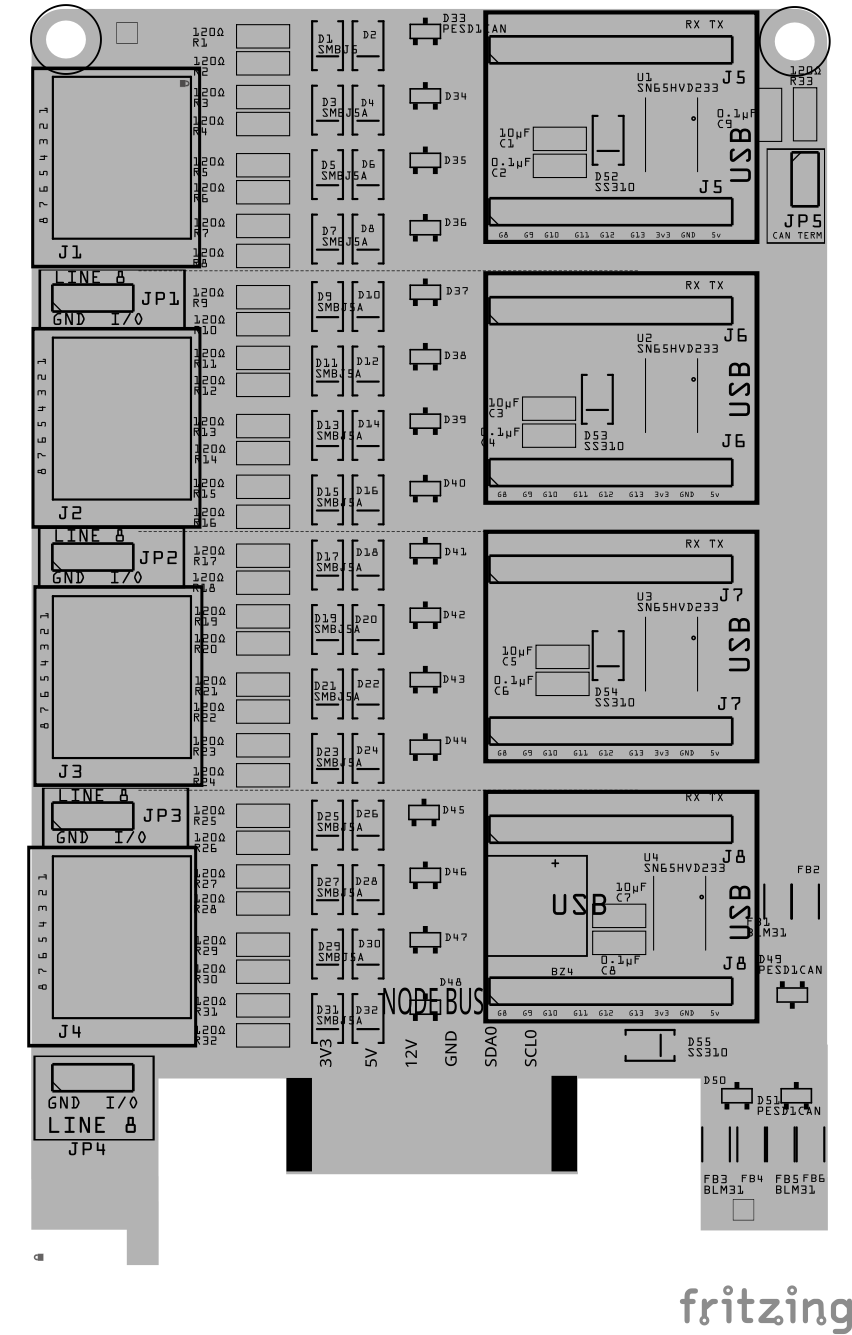 120Ω
R1
120Ω
R2
120Ω
R3
120Ω
R4
120Ω
R5
120Ω
R6
120Ω
R7
120Ω
R8
D1
SMBJ5
D2
D3
SMBJ5A
D4
D5
SMBJ5A
D6
D7
SMBJ5A
D8
D33
PESD1CAN
D34
D35
D36
RX TX
J5
U1
SN65HVD233
10µF
C1
0.1µF
C2
D52
SS310
USB
J5
G8 G9 G10 G11 G12 G13 3v3 GND 5v
120Ω
R33
0.1µF
C9
JP5
CAN TERM
8 7 6 5 4 3 2 1
J1
LINE 8
JP1
GND I/O
120Ω
R9
120Ω
R10
120Ω
R11
120Ω
R12
120Ω
R13
120Ω
R14
120Ω
R15
120Ω
R16
D9
SMBJ5A
D10
D11
SMBJ5A
D12
D13
SMBJ5A
D14
D15
SMBJ5A
D16
D37
D38
D39
D40
RX TX
J6
U2
SN65HVD233
10µF
C3
0.1µF
C4
D53
SS310
USB
J6
G8 G9 G10 G11 G12 G13 3v3 GND 5v
8 7 6 5 4 3 2 1
J2
LINE 8
JP2
GND I/O
120Ω
R17
120Ω
R18
120Ω
R19
120Ω
R20
120Ω
R21
120Ω
R22
120Ω
R23
120Ω
R24
D17
SMBJ5A
D18
D19
SMBJ5A
D20
D21
SMBJ5A
D22
D23
SMBJ5A
D24
D41
D42
D43
D44
RX TX
J7
U3
SN65HVD233
10µF
C5
0.1µF
C6
D54
SS310
USB
J7
G8 G9 G10 G11 G12 G13 3v3 GND 5v
8 7 6 5 4 3 2 1
J3
LINE 8
JP3
GND I/O
120Ω
R25
120Ω
R26
120Ω
R27
120Ω
R28
120Ω
R29
120Ω
R30
120Ω
R31
120Ω
R32
D25
SMBJ5A
D26
D27
SMBJ5A
D28
D29
SMBJ5A
D30
D31
SMBJ5A
D32
D45
D46
D47
D48
RX TX
J8
U4
SN65HVD233
+
10µF
C7
USB
0.1µF
C8
BZ4
USB
J8
G8 G9 G10 G11 G12 G13 3v3 GND 5v
FB2
FB1
BLM31
D49
PESD1CAN
8 7 6 5 4 3 2 1
J4
NODE BUS
3V3 5V 12V GND SDA0 SCL0
D55
SS310
GND I/O
LINE 8
JP4
D50
D51
PESD1CAN
FB3 FB4 FB5 FB6
BLM31 BLM31
fritzing